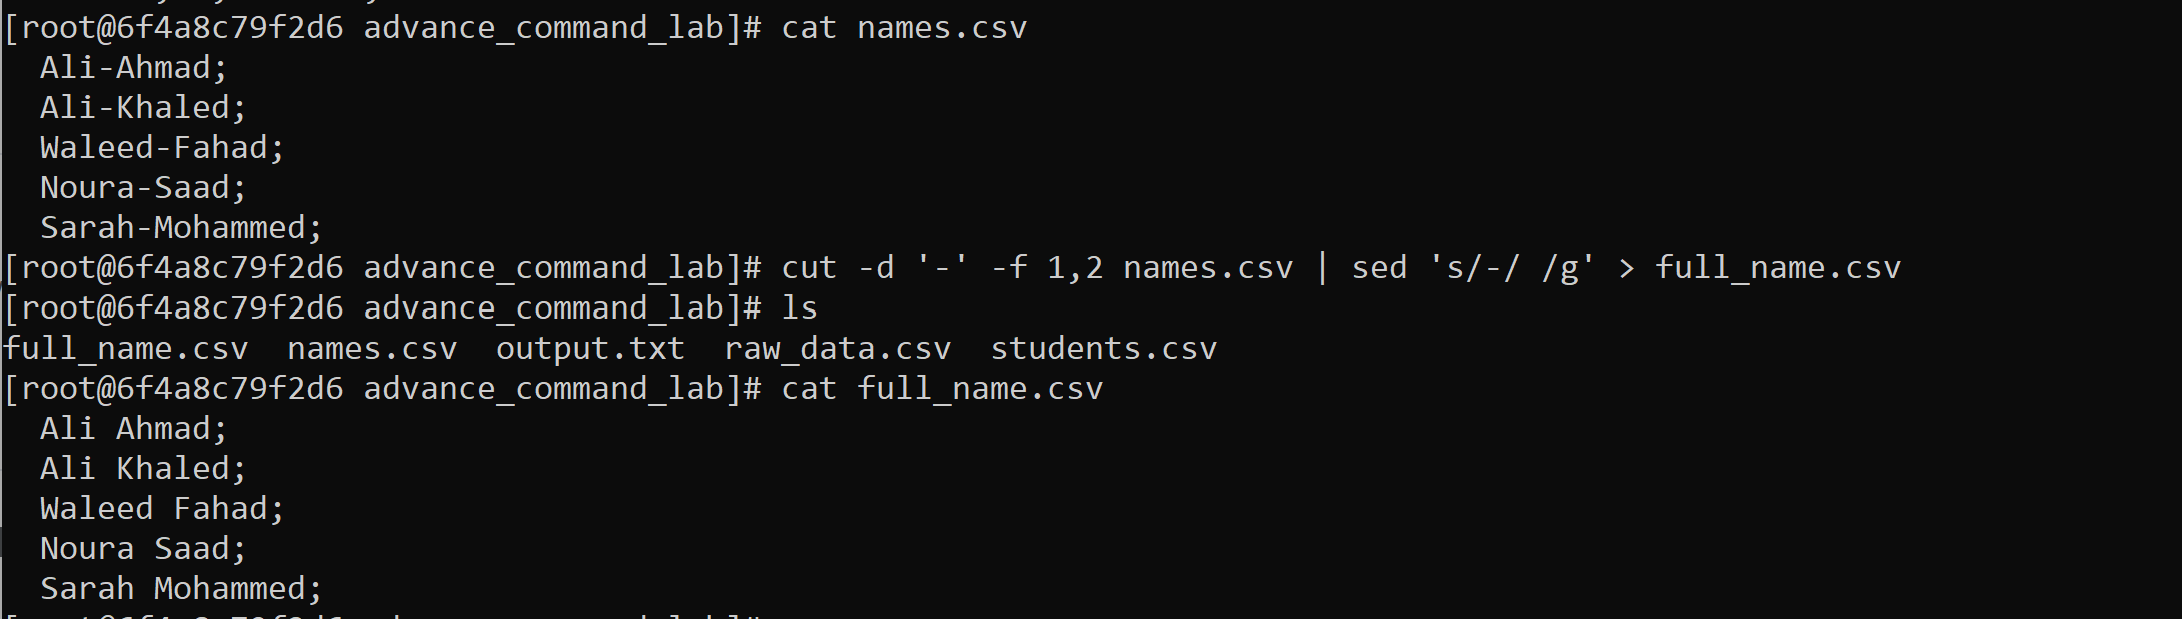 [root@6f4a8c79f2d6 advance_command_lab]# cat names.csv
  Ali-Ahmad;
  Ali-Khaled;
  Waleed-Fahad;
  Noura-Saad;
  Sarah-Mohammed;
[root@6f4a8c79f2d6 advance_command_lab]# cut -d '-' -f 1,2 names.csv | sed 's/-/ /g' > full_name.csv
[root@6f4a8c79f2d6 advance_command_lab]# ls
full_name.csv  names.csv  output.txt  raw_data.csv  students.csv
[root@6f4a8c79f2d6 advance_command_lab]# cat full_name.csv
  Ali Ahmad;
  Ali Khaled;
  Waleed Fahad;
  Noura Saad;
  Sarah Mohammed;